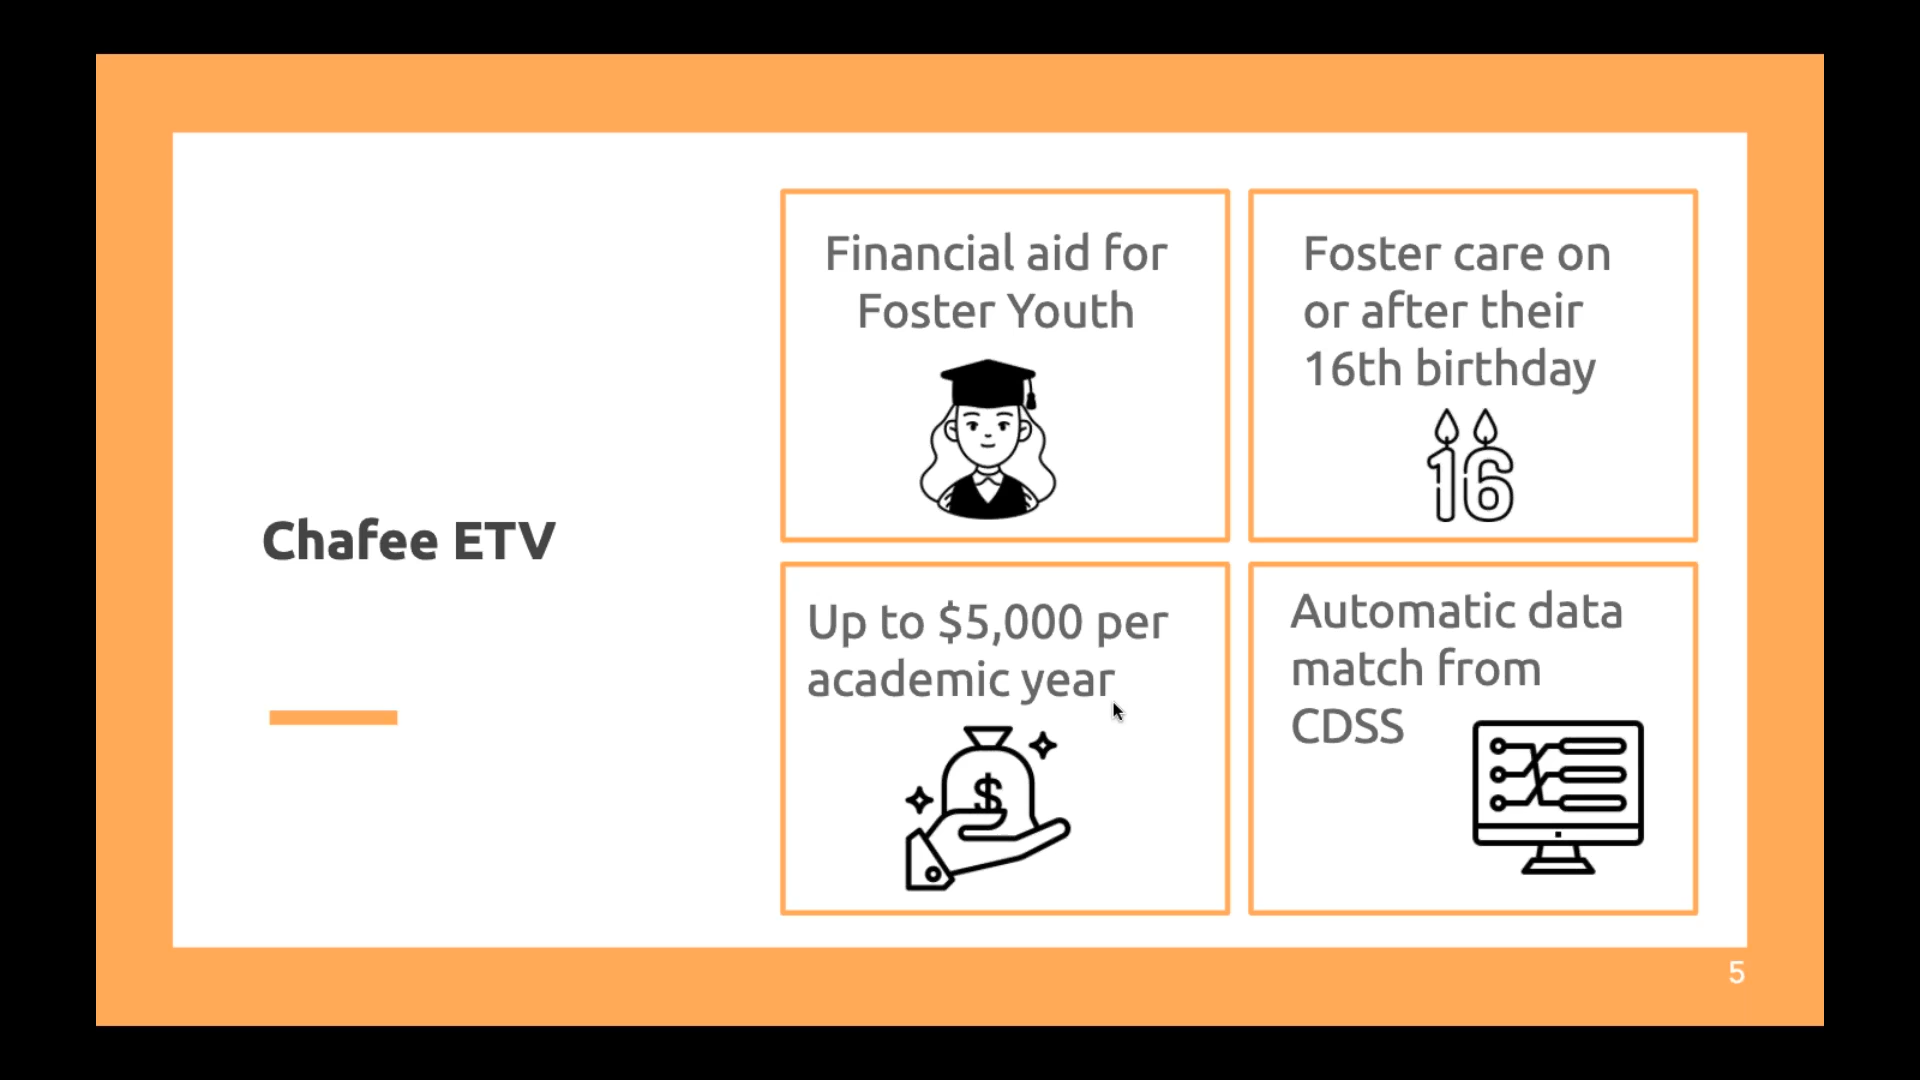 Chafee ETV
Financial aid for
Foster Youth
Foster care on
or after their
16th birthday
16
Up to $5,000 per
academic year
$
Automatic data
match from
CDSS
5